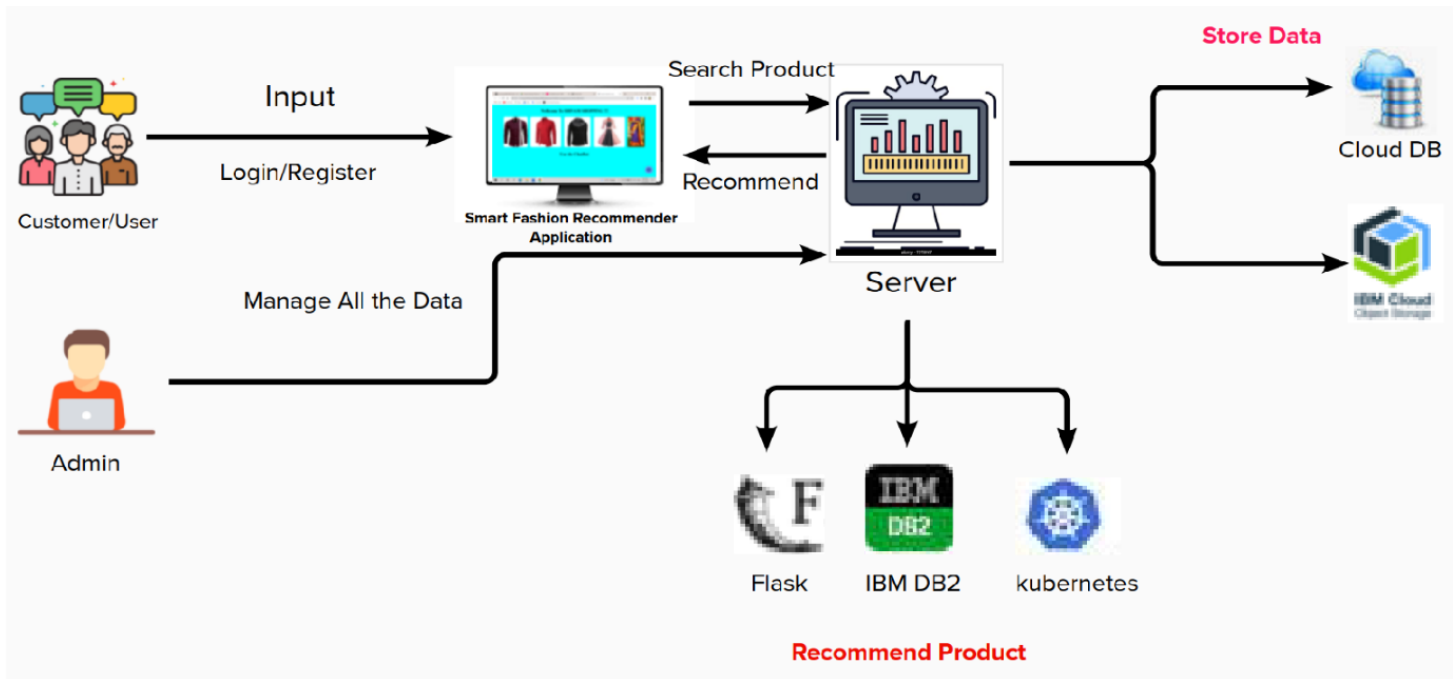 Store Data
Search Product
Input
Cloud DB
Login/Register
Recommend
Customer/User
Smart Fashion Recommender
Application
Server
Manage All the Data
IBM Cloud
Object Storage
Admin
F
IBM
DB2
Flask
IBM DB2
kubernetes
Recommend Product